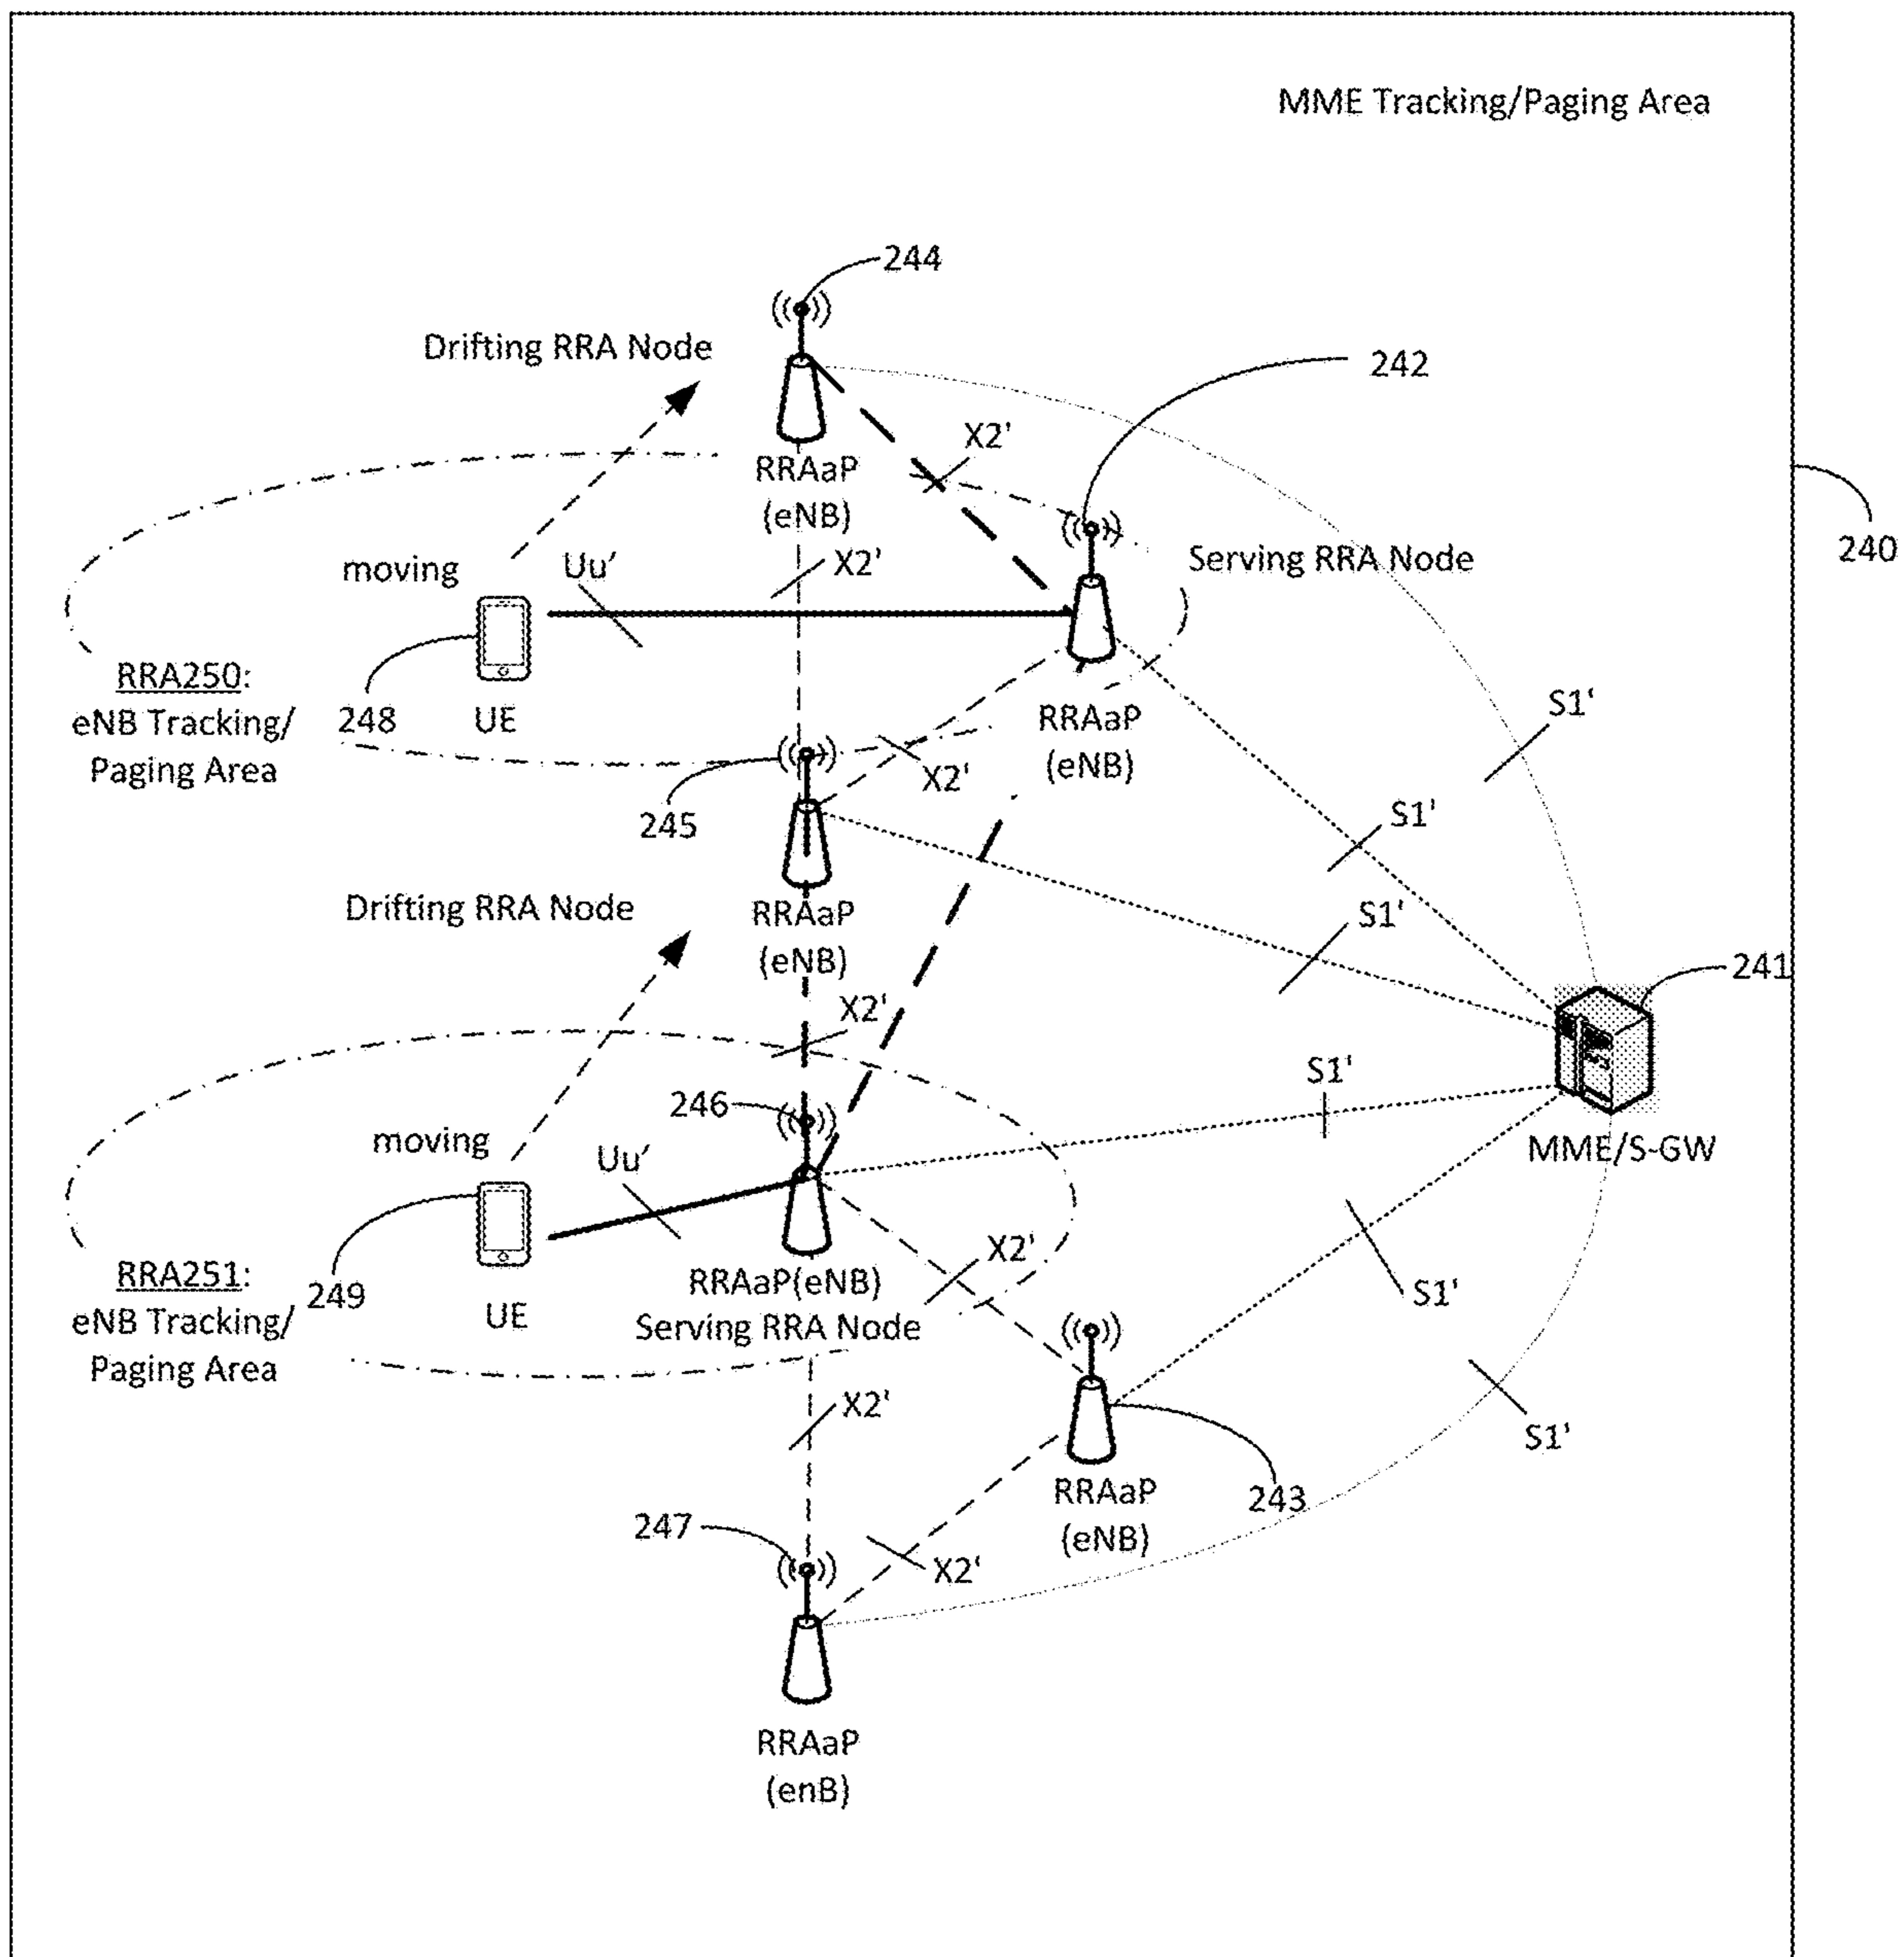 MME Tracking/Paging Area
244
Drifting RRA Node
242
X2'
RRAaP
(eNB)
240
Serving RRA Node
moving
Uu'
X2'
RRA250:
eNB Tracking/
Paging Area
248
UE
RRAaP
(eNB)
S1'
X2'
245
S1'
Drifting RRA Node
RRAaP
(eNB)
S1'
241
X2'
S1'
246
moving
Uu'
MME/S-GW
X2'
RRA251:
eNB Tracking/
Paging Area
249
UE
RRAaP(eNB)
Serving RRA Node
S1'
X2'
S1'
RRAaP
(eNB)
243
247
X2'
RRAaP
(enB)